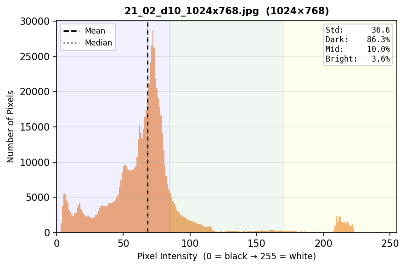 21_02_d10_1024x768.jpg (1024×768)
Mean
Median
Std: 36.6
Dark: 86.3%
Mid: 10.0%
Bright: 3.6%
Number of Pixels
30000
25000
20000
15000
10000
5000
0
0 50 100 150 200 250
Pixel Intensity (0 = black → 255 = white)